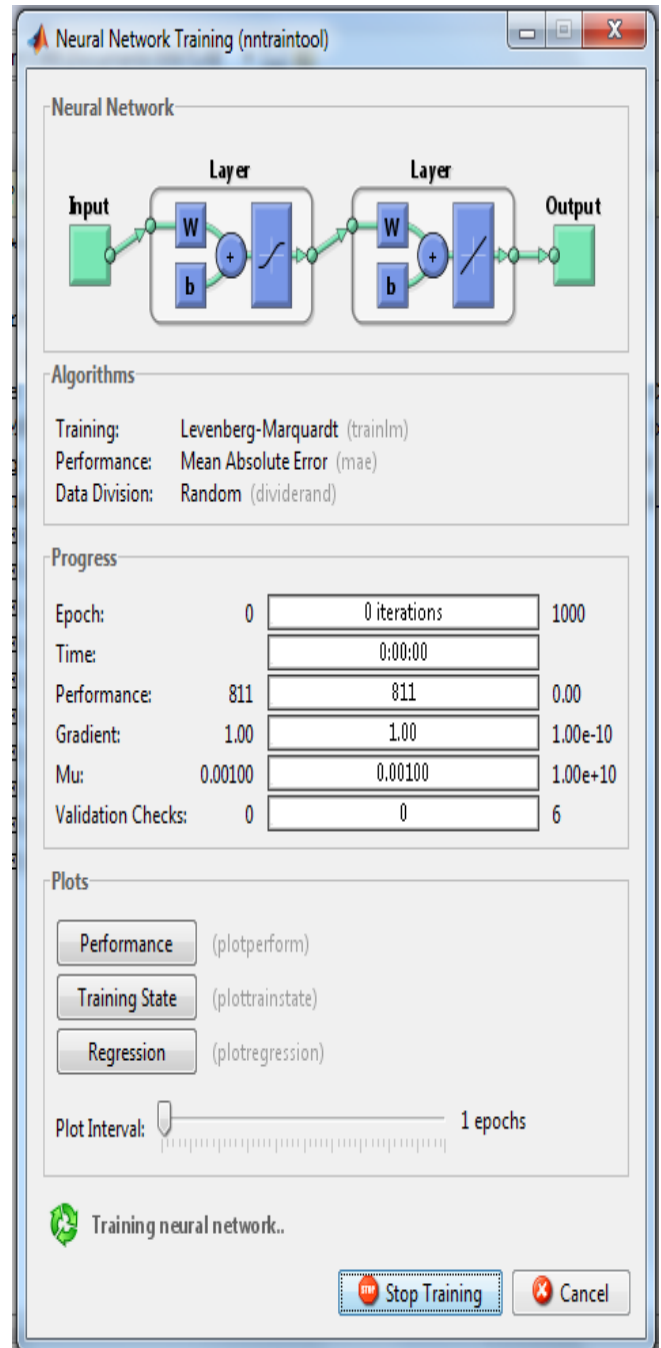 Neural Network Training (nntraintool)
Neural Network
Layer Layer
Input Output
W W
+ +
b b
Algorithms
Training: Levenberg-Marquardt (trainlm)
Performance: Mean Absolute Error (mae)
Data Division: Random (dividerand)
Progress
Epoch: 0 0 iterations 1000
Time: 0:00:00
Performance: 811 811 0.00
Gradient: 1.00 1.00 1.00e-10
Mu: 0.00100 0.00100 1.00e+10
Validation Checks: 0 0 6
Plots
Performance (plotperform)
Training State (plottrainstate)
Regression (plotregression)
Plot Interval: 1 epochs
Training neural network..
STOP Stop Training Cancel